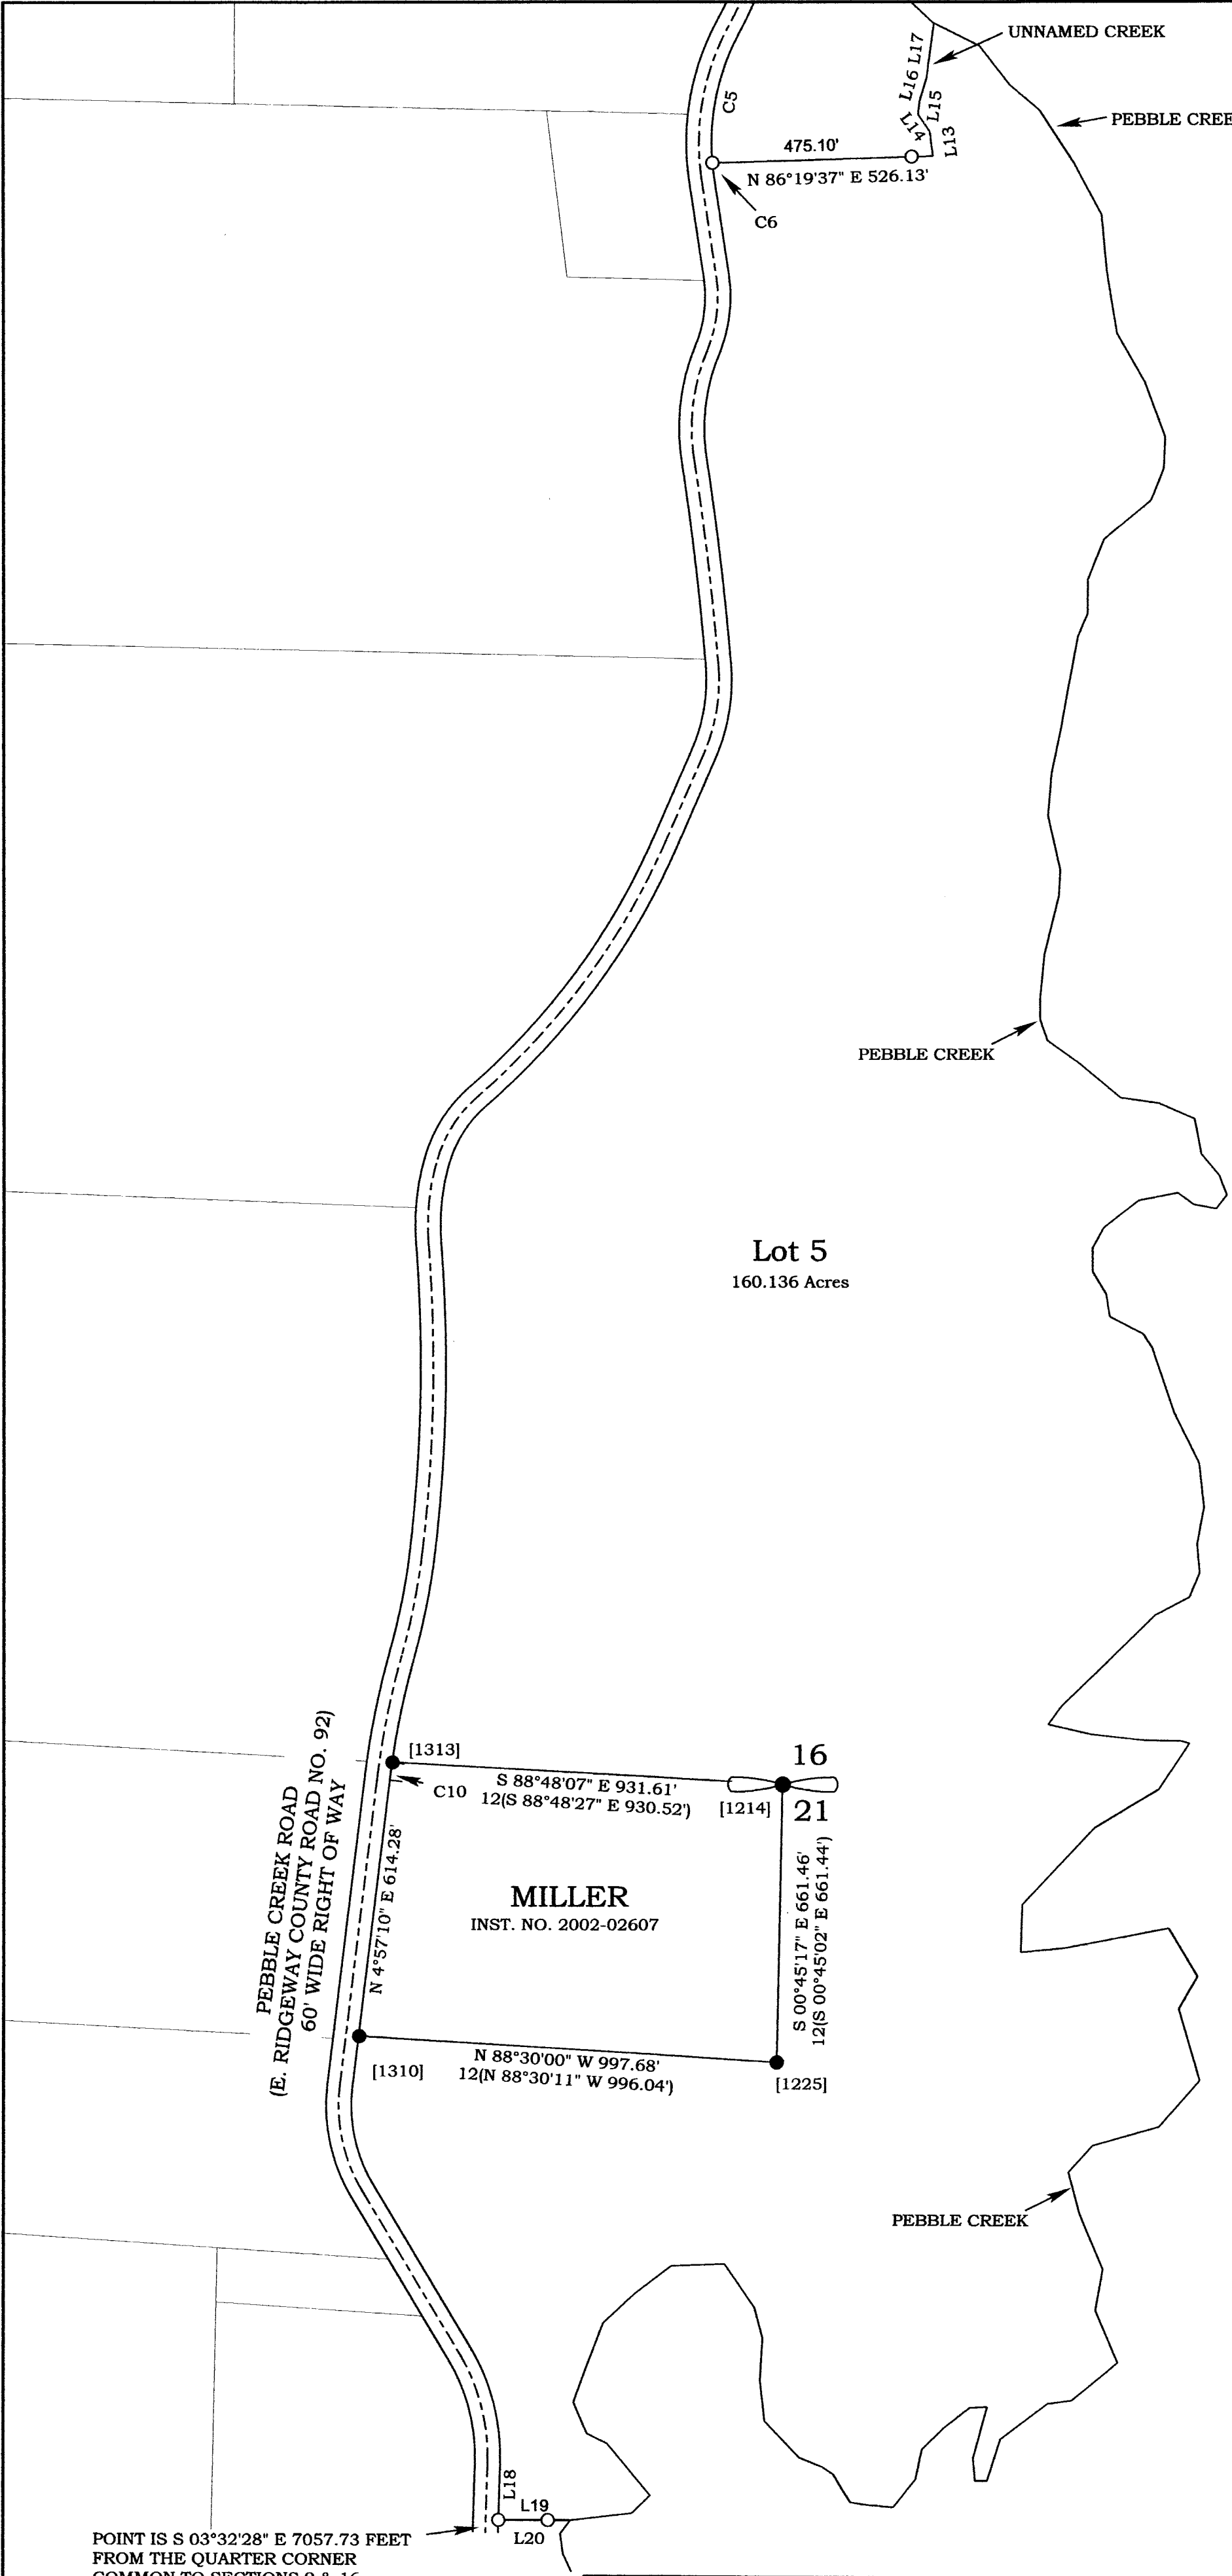 UNNAMED CREEK
L16 L17
C5
L15
PEBBLE CREE
L14
L13
475.10'
N 86°19'37" E 526.13'
C6
PEBBLE CREEK
Lot 5
160.136 Acres
PEBBLE CREEK ROAD
(E. RIDGEWAY COUNTY ROAD NO. 92)
60' WIDE RIGHT OF WAY
[1313]
C10
S 88°48'07" E 931.61'
12(S 88°48'27" E 930.52')
16
[1214]
21
N 4°57'10" E 614.28'
MILLER
INST. NO. 2002-02607
S 00°45'17" E 661.46'
12(S 00°45'02" E 661.44')
N 88°30'00" W 997.68'
12(N 88°30'11" W 996.04')
[1310]
[1225]
PEBBLE CREEK
L18
L19
L20
POINT IS S 03°32'28" E 7057.73 FEET
FROM THE QUARTER CORNER
COMMON TO SECTIONS 9 & 16